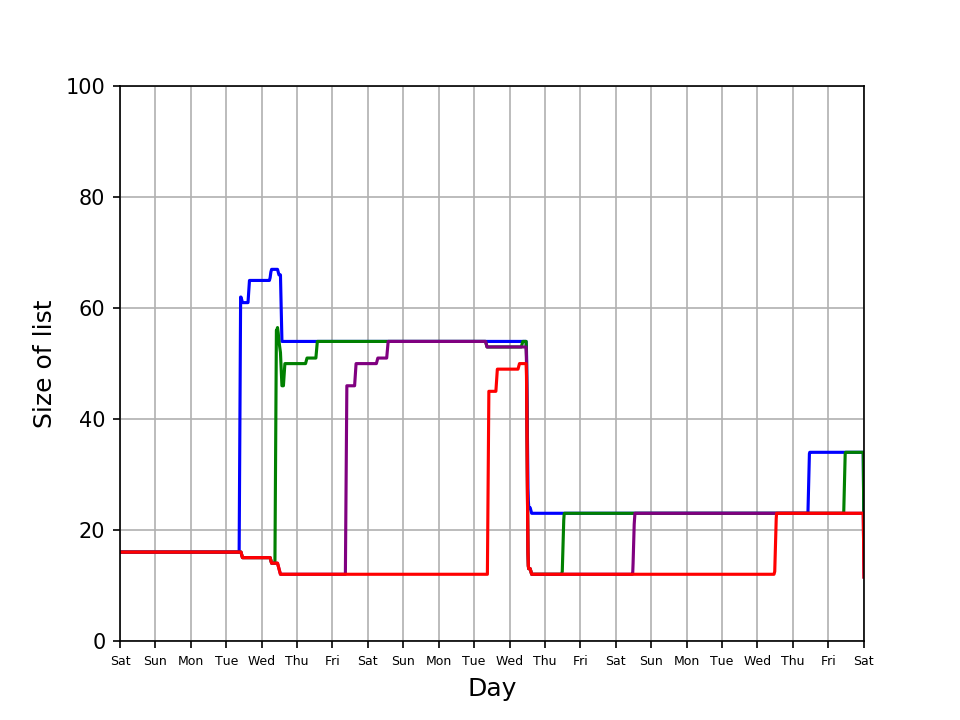 100
80
60
40
20
0
Size of list
Sat Sun Mon Tue Wed Thu Fri Sat Sun Mon Tue Wed Thu Fri Sat Sun Mon Tue Wed Thu Fri Sat
Day